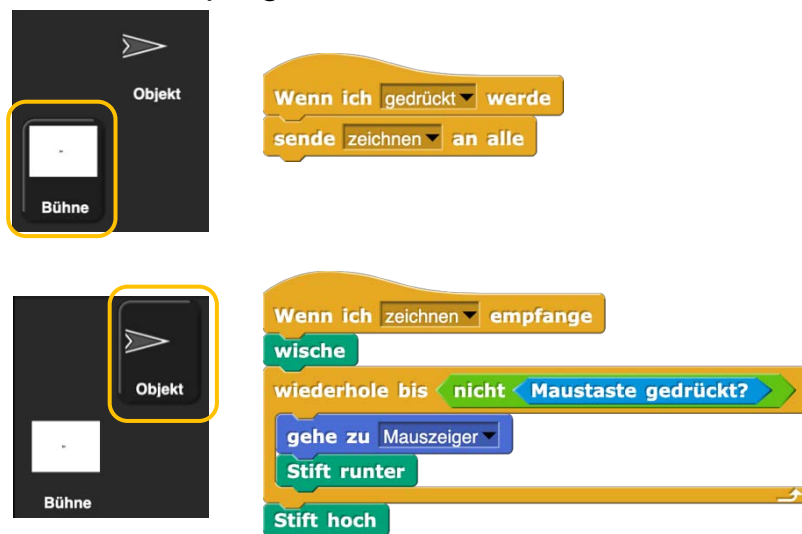 Objekt
Bühne
Wenn ich gedrückt werde
sende zeichnen an alle
Objekt
Bühne
Wenn ich zeichnen empfange
wische
wiederhole bis nicht Maustaste gedrückt?
gehe zu Mauszeiger
Stift runter
Stift hoch